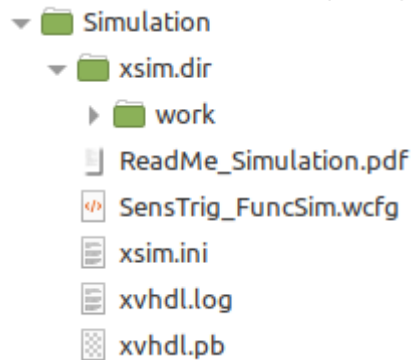 Simulation
xsim.dir
work
ReadMe_Simulation.pdf
SensTrig_FuncSim.wcfg
xsim.ini
xvhdl.log
xvhdl.pb